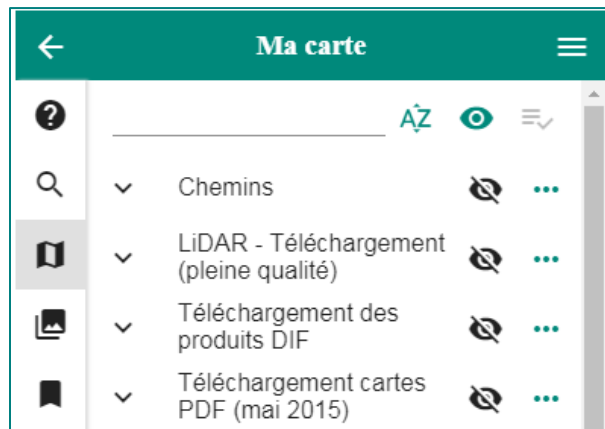 Ma carte
AZ
Chemins
LiDAR - Téléchargement
(pleine qualité)
Téléchargement des
produits DIF
Téléchargement cartes
PDF (mai 2015)